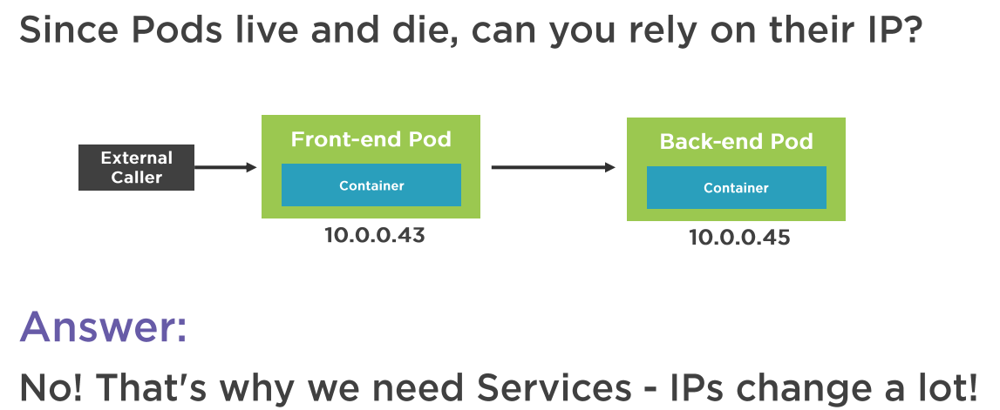 Since Pods live and die, can you rely on their IP?
External
Caller
Front-end Pod
Container
10.0.0.43
Back-end Pod
Container
10.0.0.45
Answer:
No! That's why we need Services - IPs change a lot!